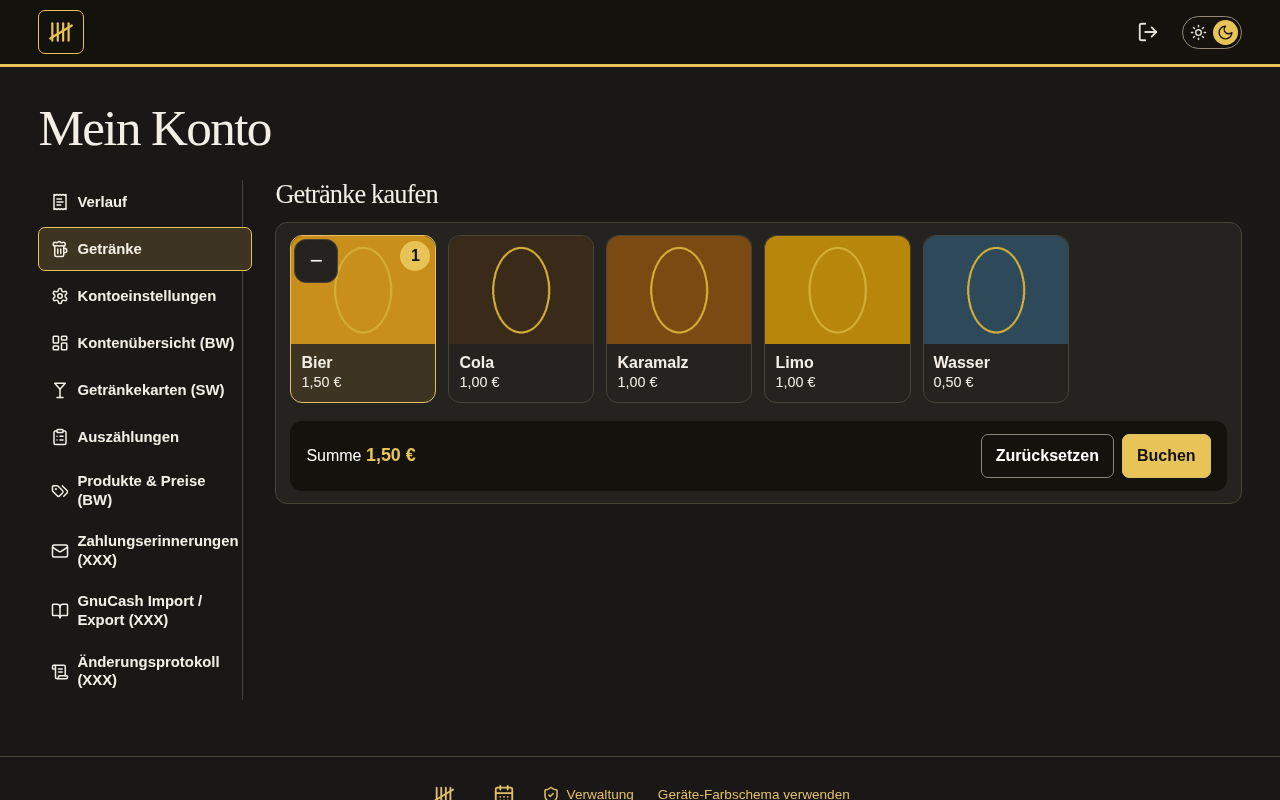 Mein Konto
Verlauf
Getränke
Kontoeinstellungen
Kontenübersicht (BW)
Getränkekarten (SW)
Auszählungen
Produkte & Preise
(BW)
Zahlungserinnerungen
(XXX)
GnuCash Import /
Export (XXX)
Änderungsprotokoll
(XXX)
Getränke kaufen
−
1
Bier
1,50 €
Cola
1,00 €
Karamalz
1,00 €
Limo
1,00 €
Wasser
0,50 €
Summe 1,50 €
Zurücksetzen
Buchen
Verwaltung
Geräte-Farbschema verwenden